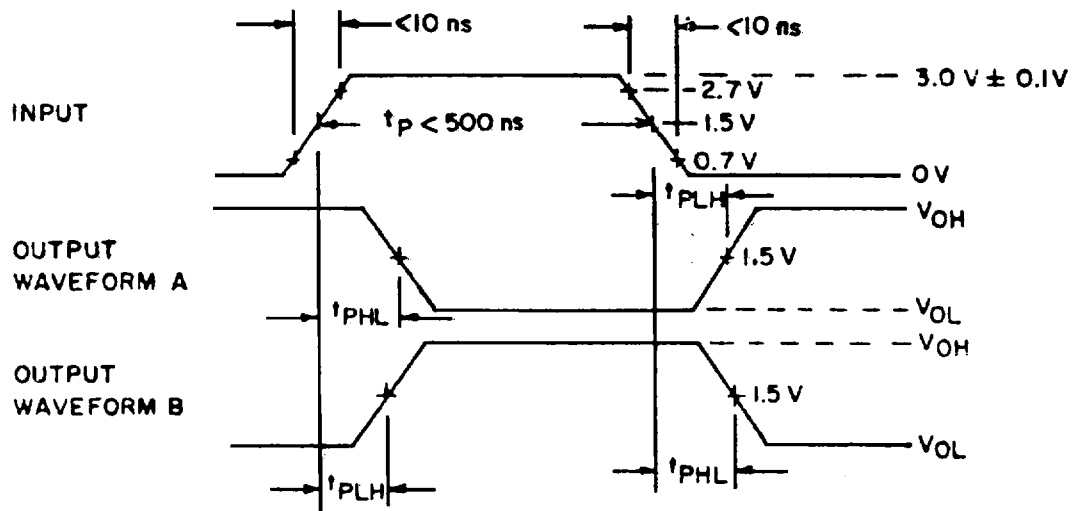 <10 ns
<10 ns
3.0 V ± 0.1V
-2.7 V
INPUT
tP < 500 ns
1.5 V
0.7 V
0V
tPLH
VOH
OUTPUT
WAVEFORM A
1.5 V
tPHL
VOL
VOH
OUTPUT
WAVEFORM B
1.5 V
VOL
tPLH
tPHL